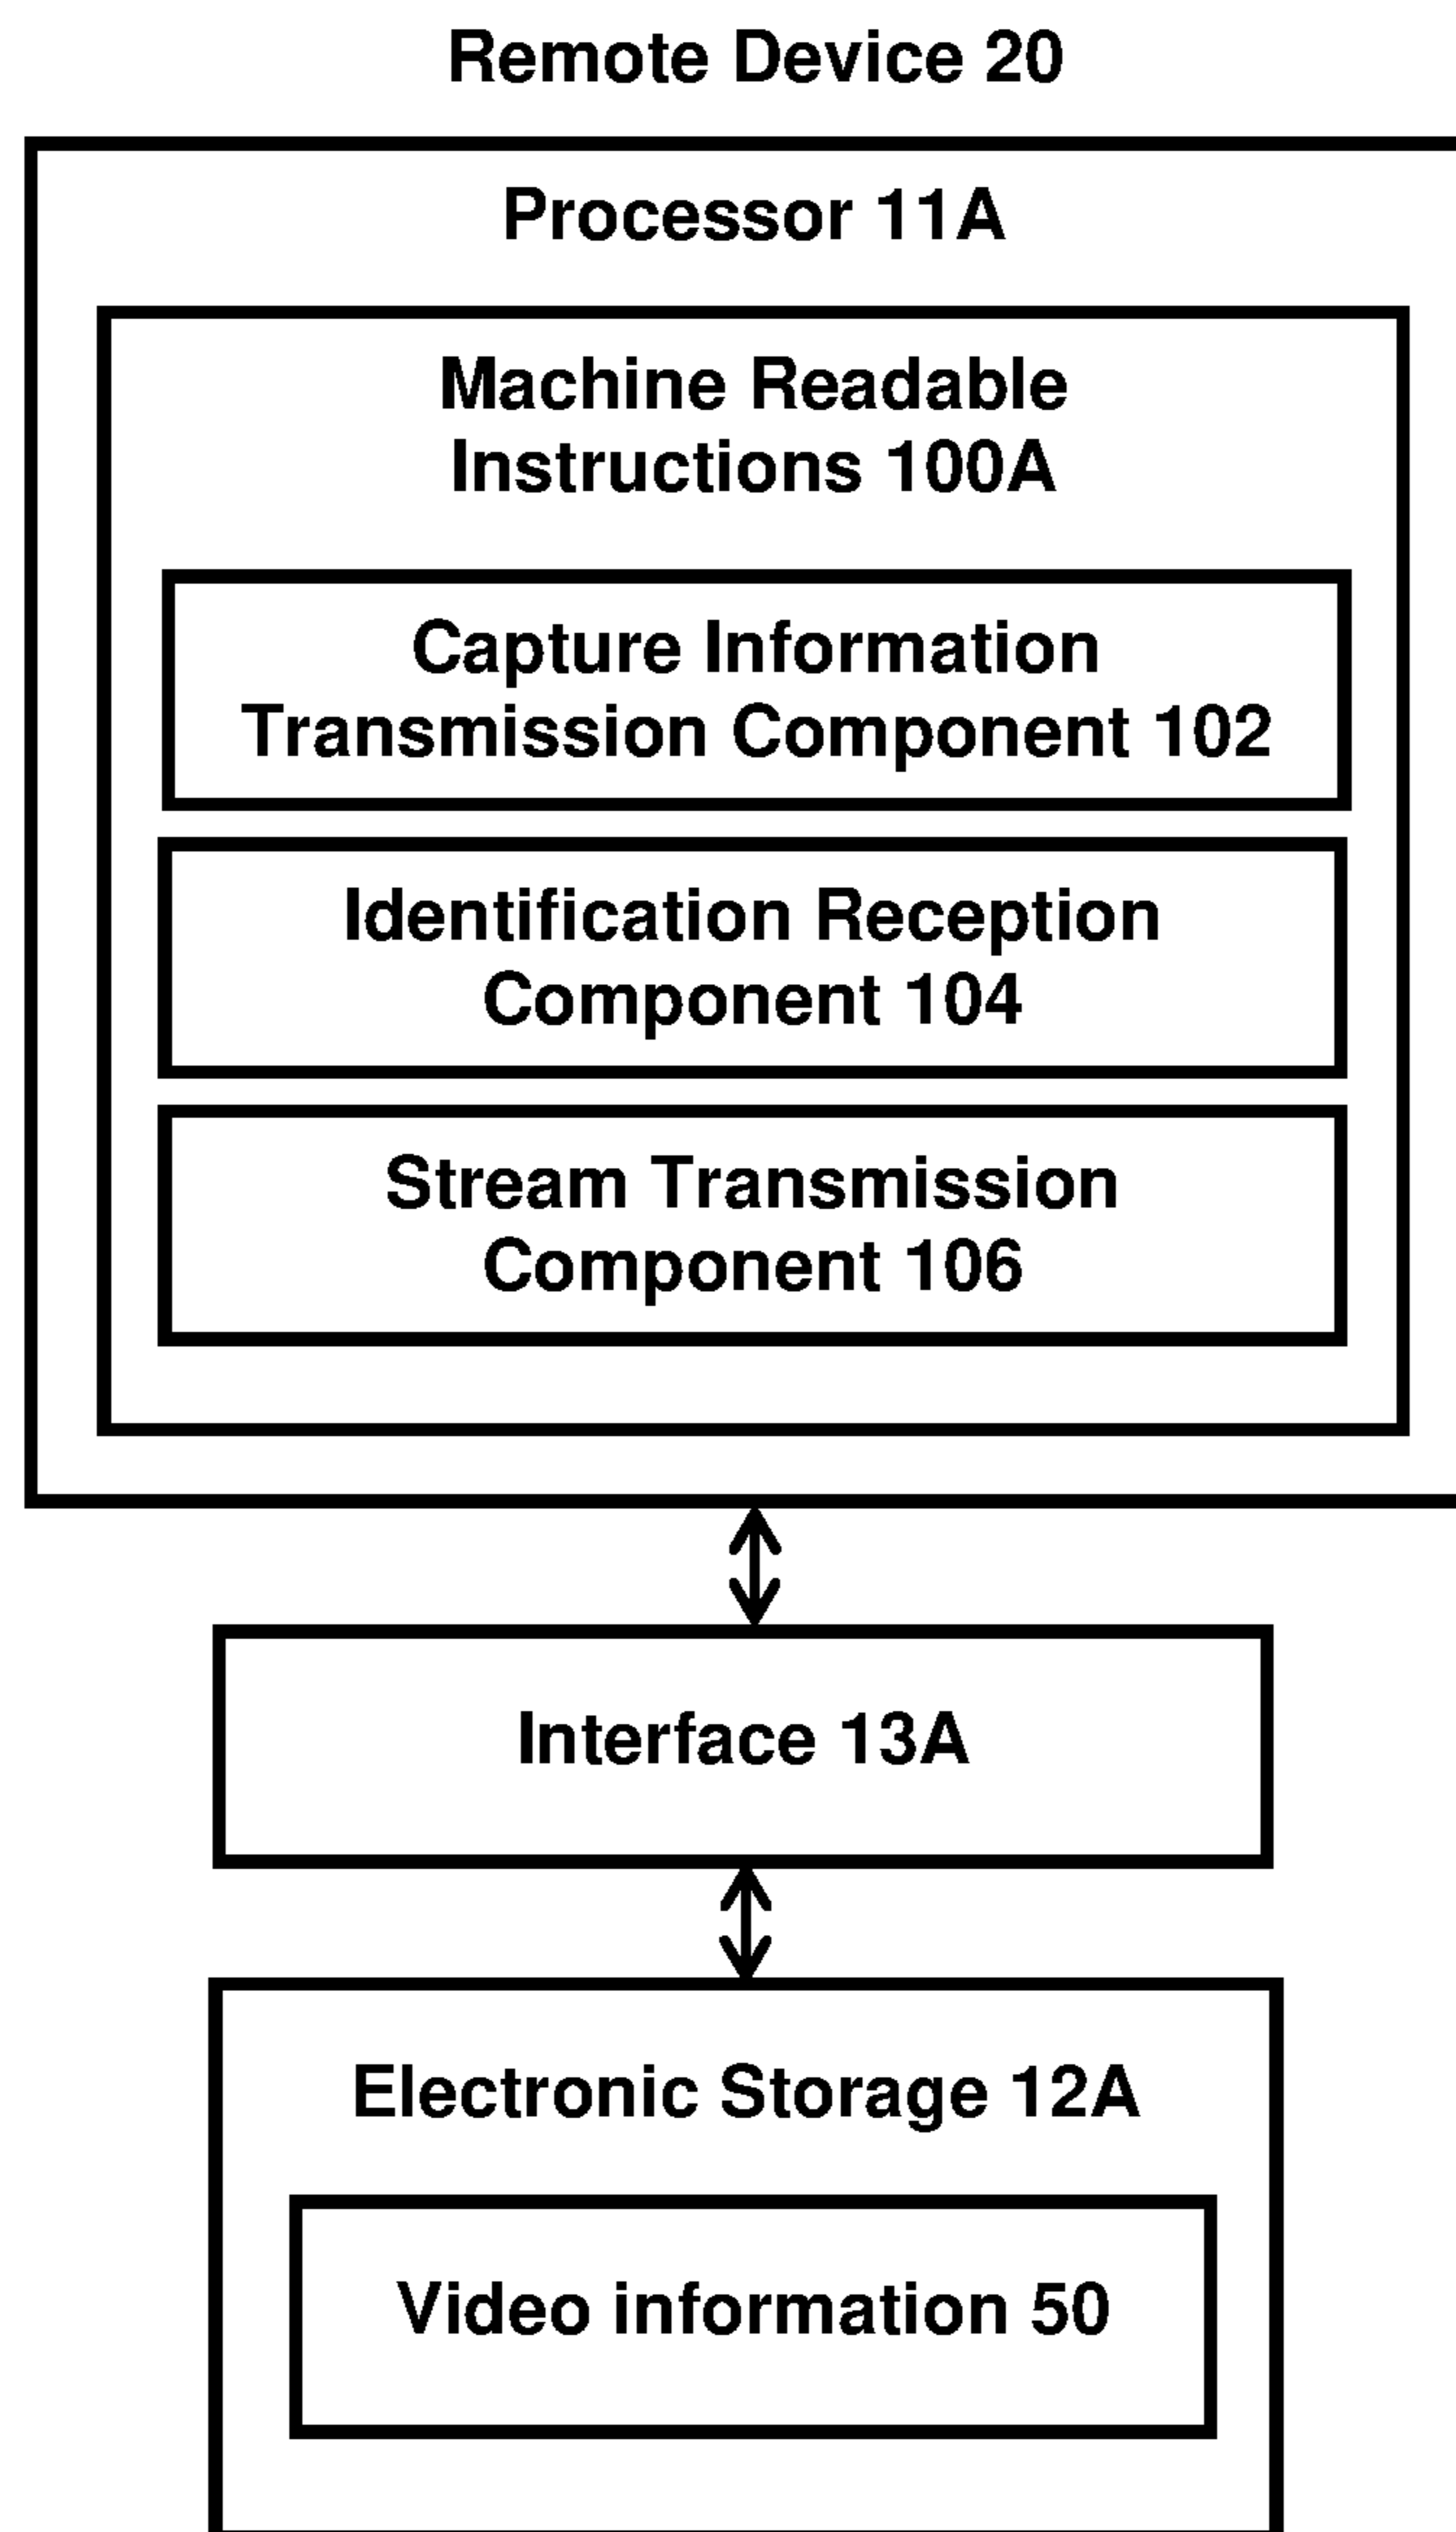 Remote Device 20
Processor 11A
Machine Readable
Instructions 100A
Capture Information
Transmission Component 102
Identification Reception
Component 104
Stream Transmission
Component 106
Interface 13A
Electronic Storage 12A
Video information 50